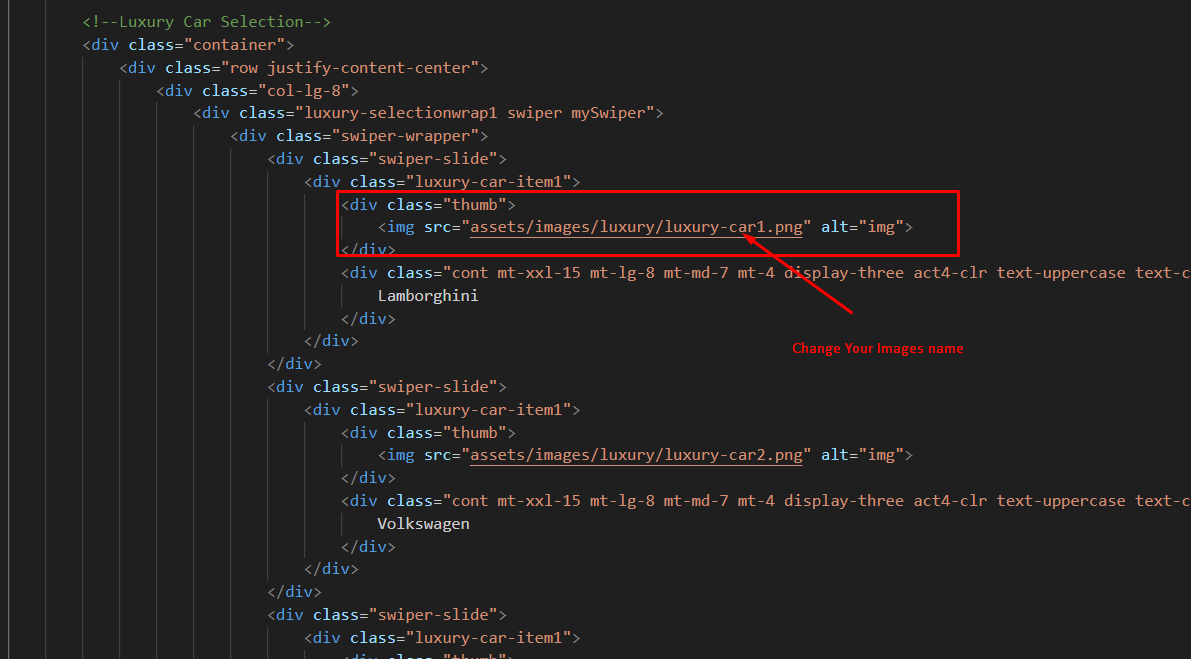 <!--Luxury Car Selection-->
<div class="container">
<div class="row justify-content-center">
<div class="col-lg-8">
<div class="luxury-selectionwrap1 swiper mySwiper">
<div class="swiper-wrapper">
<div class="swiper-slide">
<div class="luxury-car-item1">
<div class="thumb">
<img src="assets/images/luxury/luxury-car1.png" alt="img">
</div>
<div class="cont mt-xxl-15 mt-lg-8 mt-md-7 mt-4 display-three act4-clr text-uppercase text-c
Lamborghini
</div>
</div>
Change Your Images name
</div>
<div class="swiper-slide">
<div class="luxury-car-item1">
<div class="thumb">
<img src="assets/images/luxury/luxury-car2.png" alt="img">
</div>
<div class="cont mt-xxl-15 mt-lg-8 mt-md-7 mt-4 display-three act4-clr text-uppercase text-c
Volkswagen
</div>
</div>
</div>
<div class="swiper-slide">
<div class="luxury-car-item1">
<div class="thumb">